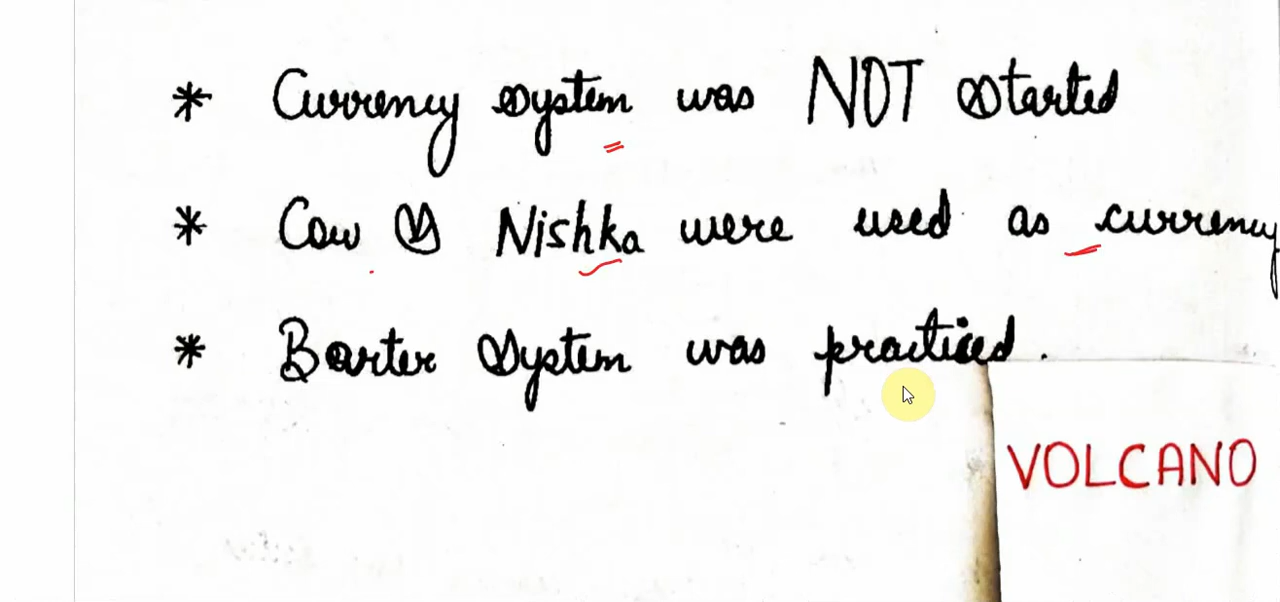 * Currency system was NOT started
* Cow & Nishka were used as currency
* Barter system was practiced.
VOLCANO